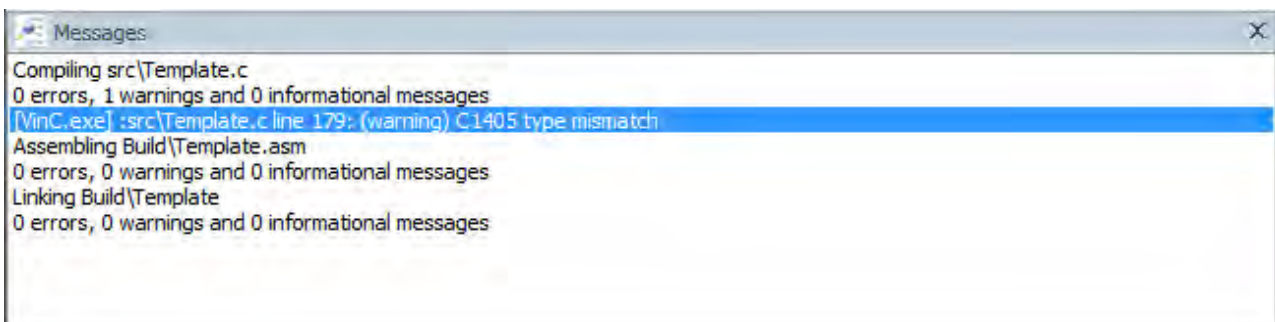 Messages
Compiling src\Template.c
0 errors, 1 warnings and 0 informational messages
[VinC.exe] :src\Template.c line 179: (warning) C1405 type mismatch
Assembling Build\Template.asm
0 errors, 0 warnings and 0 informational messages
Linking Build\Template
0 errors, 0 warnings and 0 informational messages